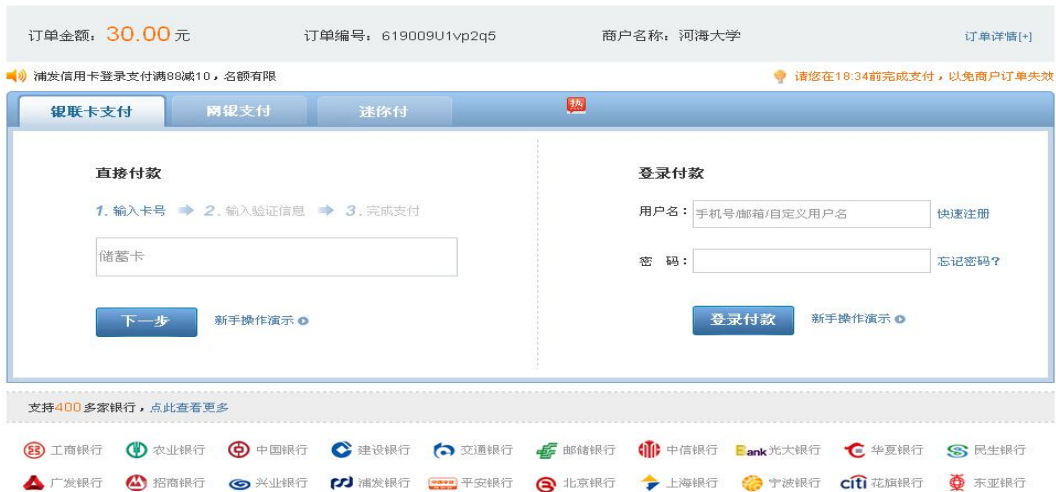 订单金额：30.00元 订单编号：619009U1vp2q5 商户名称：河海大学 订单详情[+]
浦发信用卡登录支付满88减10，名额有限 请您在18:34前完成支付，以免商户订单失效
银联卡支付 网银支付 迷你付 热
直接付款 登录付款
1.输入卡号 2.输入验证信息 3.完成支付 用户名：手机号/邮箱/自定义用户名 快速注册
储蓄卡 密 码： 忘记密码?
下一步 新手操作演示 登录付款 新手操作演示
支持400多家银行，点此查看更多
工商银行 农业银行 中国银行 建设银行 交通银行 邮储银行 中信银行 Bank光大银行 华夏银行 民生银行
广发银行 招商银行 兴业银行 浦发银行 平安银行 北京银行 上海银行 宁波银行 citi花旗银行 东亚银行